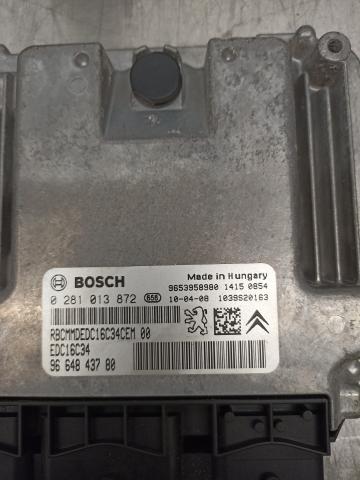 BOSCH
Made in Hungary
9653958980 1415 0854
0 281 013 872 656 10-04-08 1039S20163
RBCMMDEDC16C34CEM 00
EDC16C34
96 648 437 80